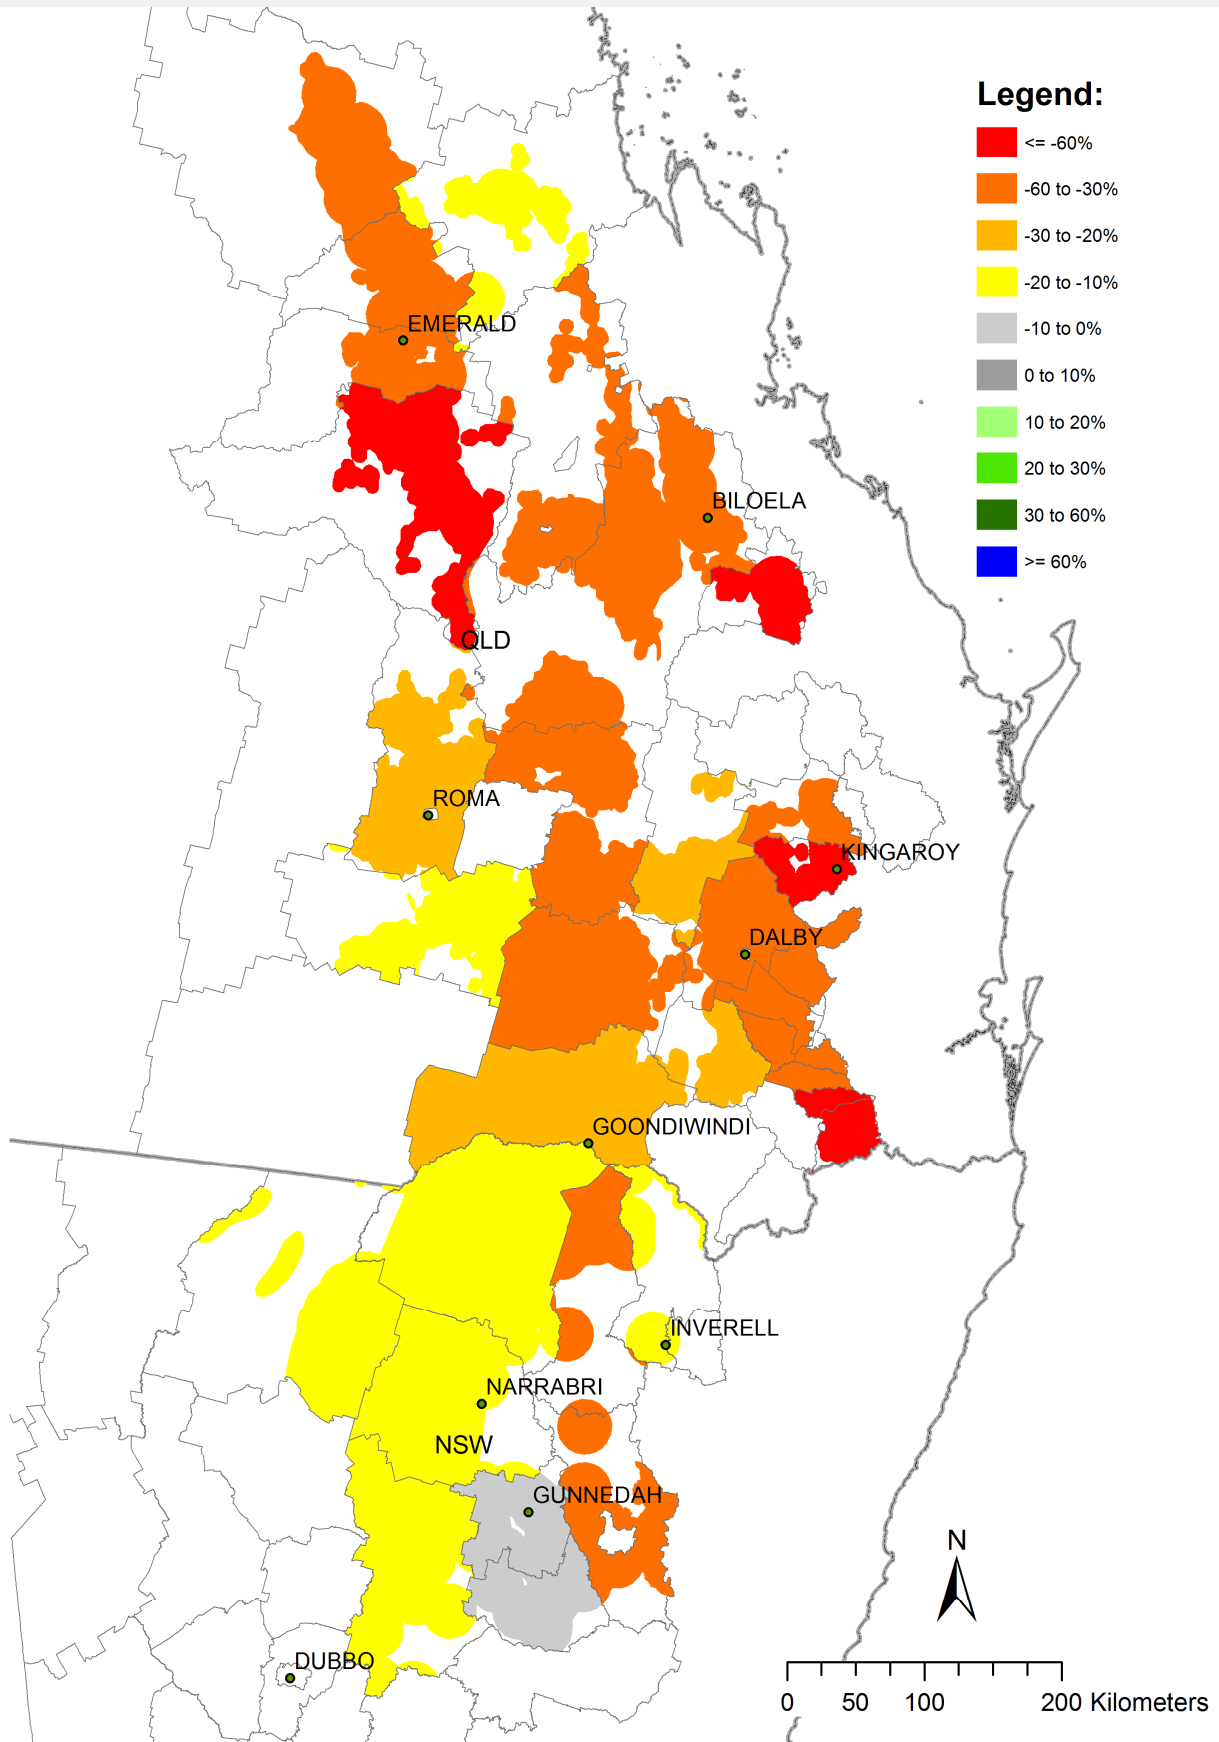 Legend:
<= -60%
-60 to -30%
-30 to -20%
-20 to -10%
-10 to 0%
0 to 10%
10 to 20%
20 to 30%
30 to 60%
>= 60%
EMERALD
BILOELA
QLD
ROMA
KINGAROY
DALBY
GOONDIWINDI
INVERELL
NARRABRI
NSW
GUNNEDAH
N
DUBBO
0 50 100 200 Kilometers